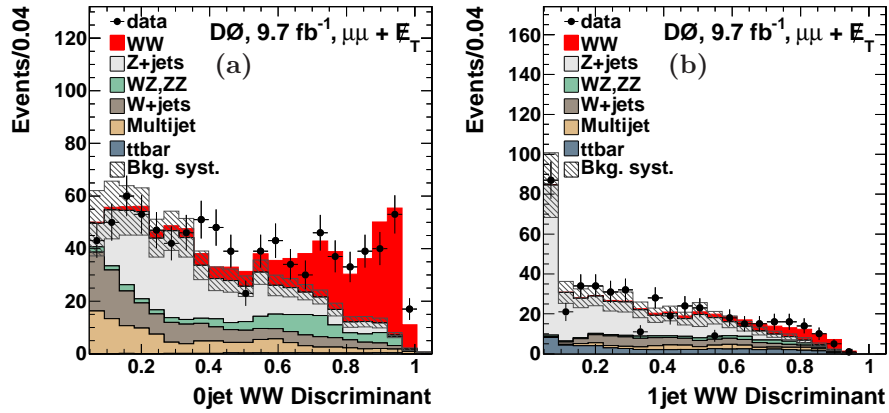 DØ, 9.7 fb⁻¹, μμ + E̸_T
(a)
data
WW
Z+jets
WZ,ZZ
W+jets
Multijet
ttbar
Bkg. syst.
Events/0.04
120
100
80
60
40
20
0
0.2 0.4 0.6 0.8 1
0jet WW Discriminant
DØ, 9.7 fb⁻¹, μμ + E̸_T
(b)
data
WW
Z+jets
WZ,ZZ
W+jets
Multijet
ttbar
Bkg. syst.
Events/0.04
160
140
120
100
80
60
40
20
0
0.2 0.4 0.6 0.8 1
1jet WW Discriminant